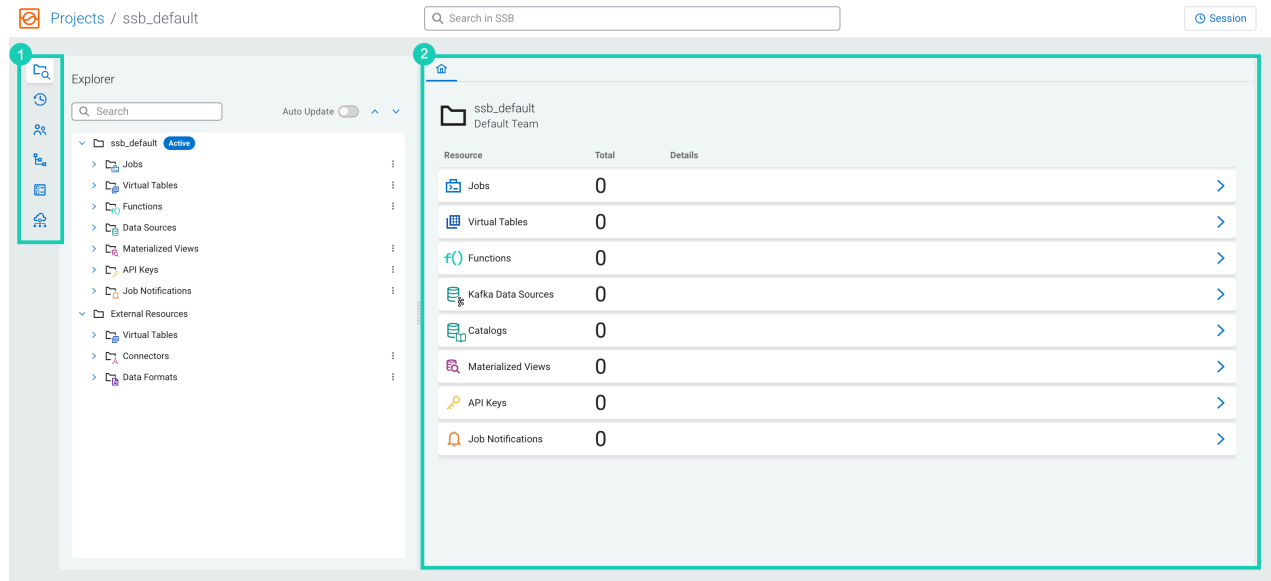 Projects / ssb_default
Search in SSB
Session
1
2
Explorer
Search
Auto Update
ssb_default Active
Jobs
Virtual Tables
Functions
Data Sources
Materialized Views
API Keys
Job Notifications
External Resources
Virtual Tables
Connectors
Data Formats
ssb_default
Default Team
Resource Total Details
Jobs 0
Virtual Tables 0
f() Functions 0
Kafka Data Sources 0
Catalogs 0
Materialized Views 0
API Keys 0
Job Notifications 0